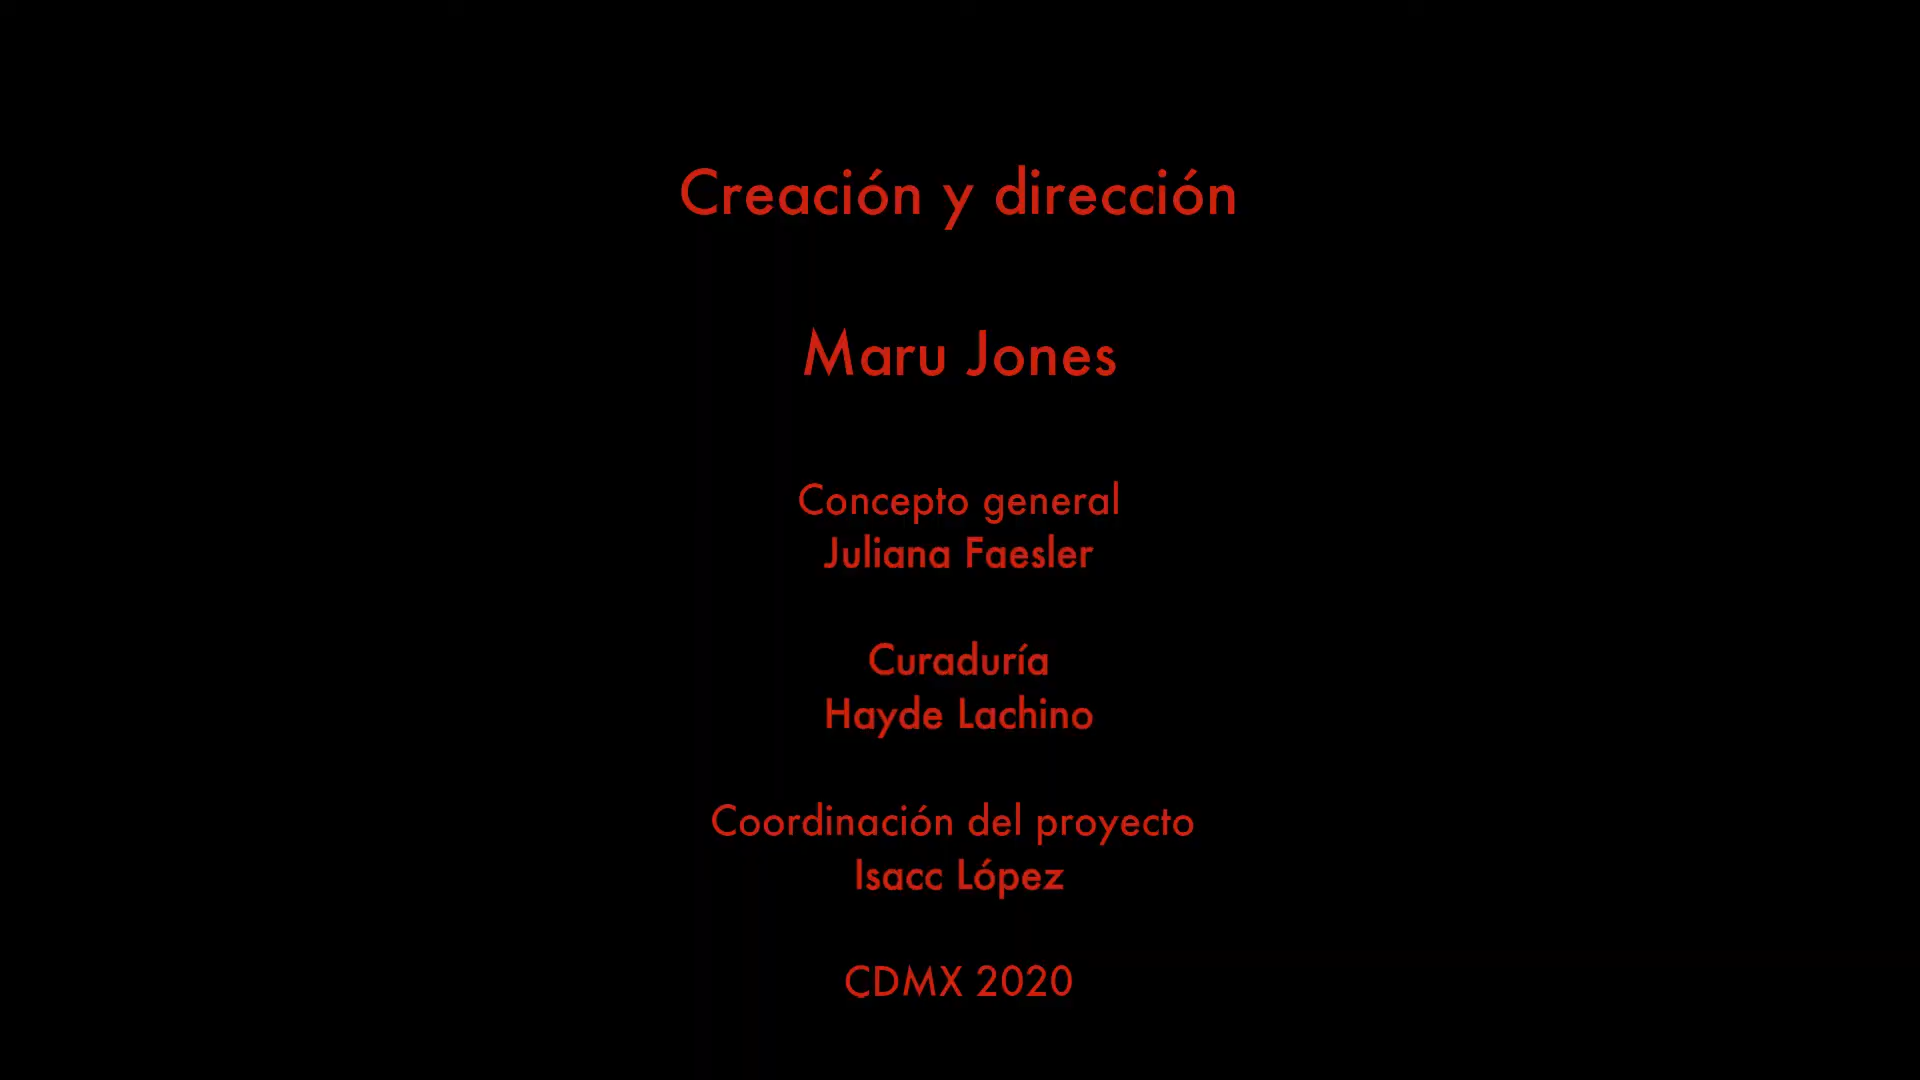 Creación y dirección
Maru Jones
Concepto general
Juliana Faesler
Curaduría
Hayde Lachino
Coordinación del proyecto
Isacc López
CDMX 2020